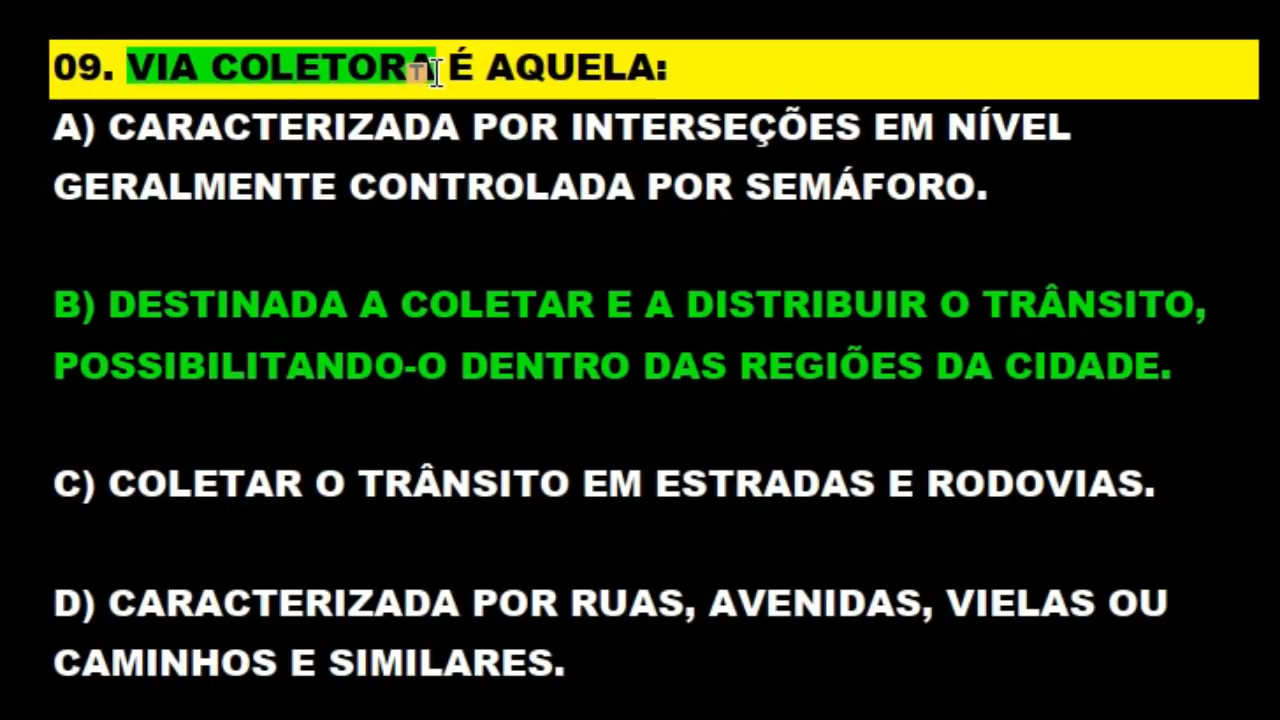 09. VIA COLETORA É AQUELA:
A) CARACTERIZADA POR INTERSEÇÕES EM NÍVEL
GERALMENTE CONTROLADA POR SEMÁFORO.
B) DESTINADA A COLETAR E A DISTRIBUIR O TRÂNSITO,
POSSIBILITANDO-O DENTRO DAS REGIÕES DA CIDADE.
C) COLETAR O TRÂNSITO EM ESTRADAS E RODOVIAS.
D) CARACTERIZADA POR RUAS, AVENIDAS, VIELAS OU
CAMINHOS E SIMILARES.